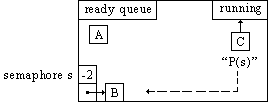 ready queue running
A
C
"P(s)"
semaphore s -2
B